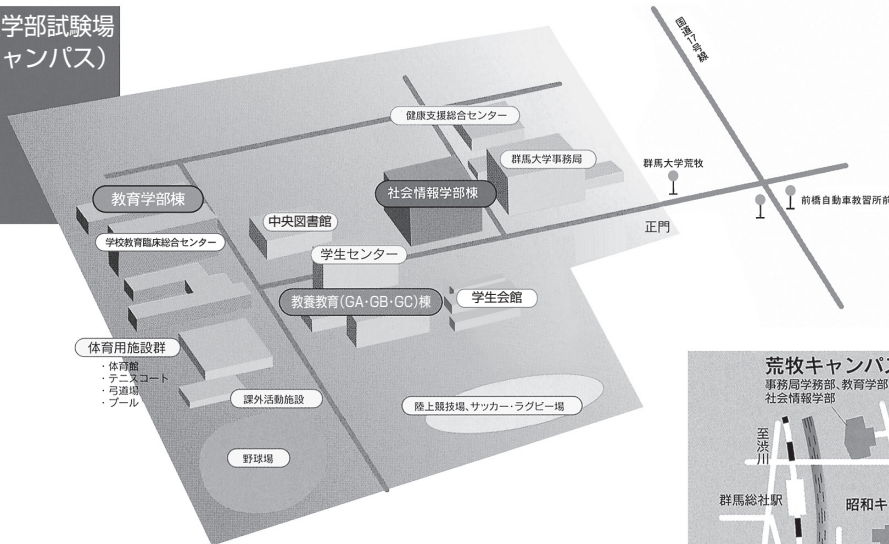 学部試験場
ャンパス)
国道17号線
健康支援総合センター
群馬大学事務局
群馬大学荒牧
教育学部棟
社会情報学部棟
前橋自動車教習所前
中央図書館
正門
学校教育臨床総合センター
学生センター
教養教育(GA・GB・GC)棟
学生会館
体育用施設群
・体育館
・テニスコート
・弓道場
・プール
課外活動施設
陸上競技場、サッカー・ラグビー場
野球場
荒牧キャンパ
事務局学務部、教育学部
社会情報学部
至渋川
群馬総社駅
昭和キ